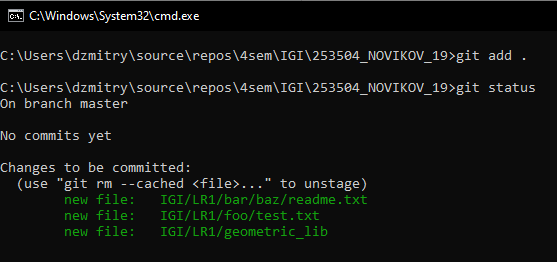 C:\Windows\System32\cmd.exe
C:\Users\dzmitry\source\repos\4sem\IGI\253504_NOVIKOV_19>git add .
C:\Users\dzmitry\source\repos\4sem\IGI\253504_NOVIKOV_19>git status
On branch master
No commits yet
Changes to be committed:
  (use "git rm --cached <file>..." to unstage)
        new file:   IGI/LR1/bar/baz/readme.txt
        new file:   IGI/LR1/foo/test.txt
        new file:   IGI/LR1/geometric_lib